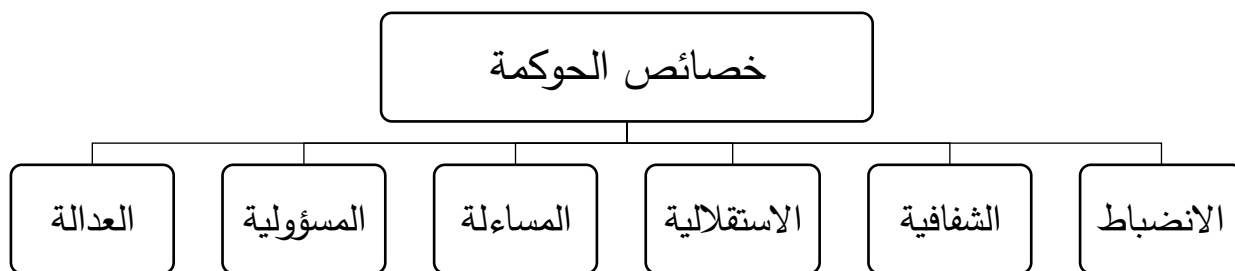 خصائص الحوكمة
الانضباط
الشفافية
الاستقلالية
المساءلة
المسؤولية
العدالة